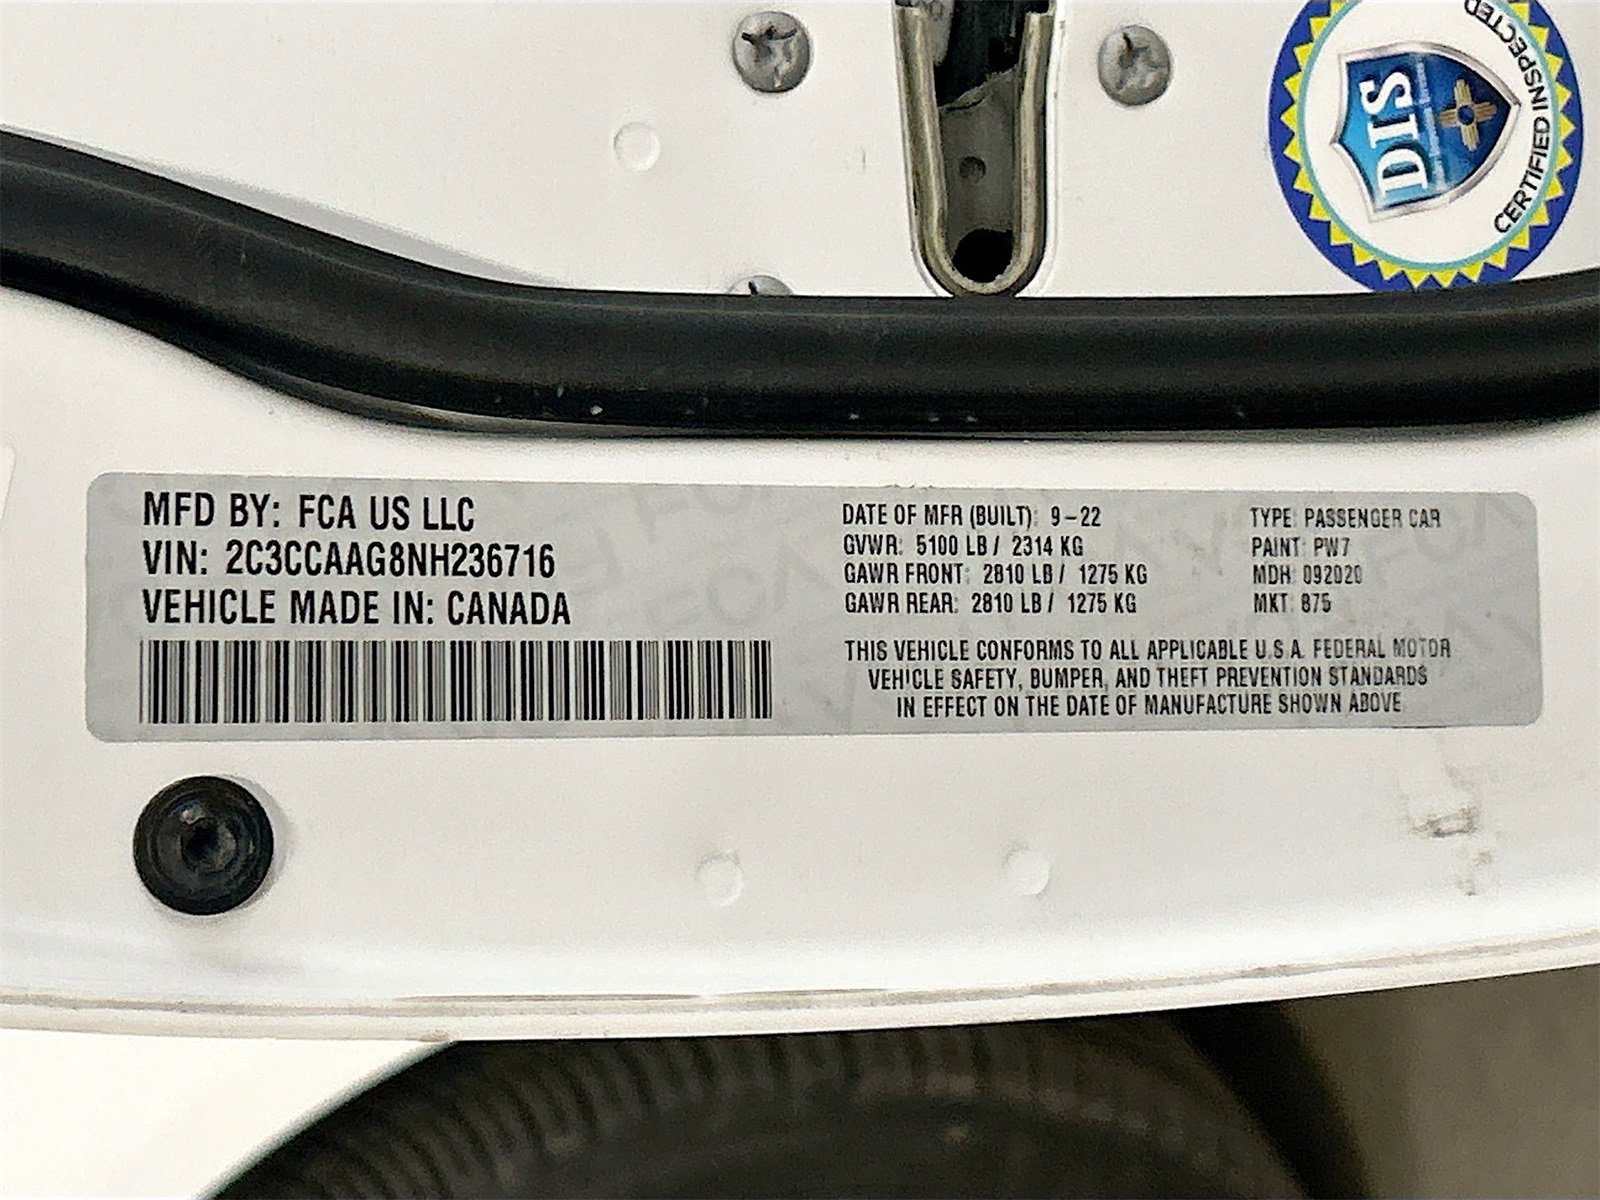 CERTIFIED INSPECTED
DIS
MFD BY: FCA US LLC
VIN: 2C3CCAAG8NH236716
VEHICLE MADE IN: CANADA
DATE OF MFR (BUILT): 9-22
GVWR: 5100 LB / 2314 KG
GAWR FRONT: 2810 LB / 1275 KG
GAWR REAR: 2810 LB / 1275 KG
TYPE: PASSENGER CAR
PAINT: PW7
MDH: 092020
MKT: 875
THIS VEHICLE CONFORMS TO ALL APPLICABLE U.S.A. FEDERAL MOTOR
VEHICLE SAFETY, BUMPER, AND THEFT PREVENTION STANDARDS
IN EFFECT ON THE DATE OF MANUFACTURE SHOWN ABOVE